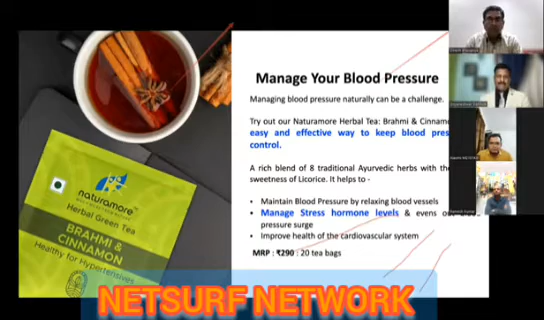 Manage Your Blood Pressure
Managing blood pressure naturally can be a challenge.
Try out our Naturamore Herbal Tea: Brahmi & Cinnamo
easy and effective way to keep blood pres
control.
A rich blend of 8 traditional Ayurvedic herbs with the
sweetness of Licorice. It helps to -
• Maintain Blood Pressure by relaxing blood vessels
• Manage Stress hormone levels & evens o
pressure surge
• Improve health of the cardiovascular system
MRP : ₹290 : 20 tea bags
naturamore™
Herbal Green Tea
BRAHMI &
CINNAMON
Healthy for Hypertensives
NETSURF NETWORK